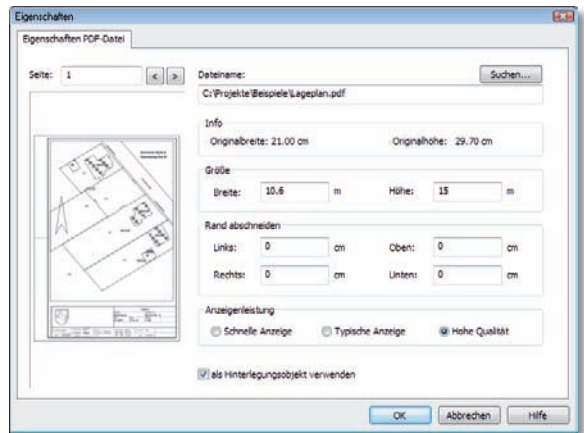 Eigenschaften
Eigenschaften PDF-Datei
Seite: 1 < >
Dateiname: Suchen...
C:\Projekte\Beispiele\Lageplan.pdf
Info
Originalbreite: 21.00 cm Originalhöhe: 29.70 cm
Größe
Breite: 10.6 m Höhe: 15 m
Rand abschneiden
Links: 0 cm Oben: 0 cm
Rechts: 0 cm Unten: 0 cm
Anzeigenleistung
Schnelle Anzeige Typische Anzeige Hohe Qualität
als Hinterlegungsobjekt verwenden
OK Abbrechen Hilfe